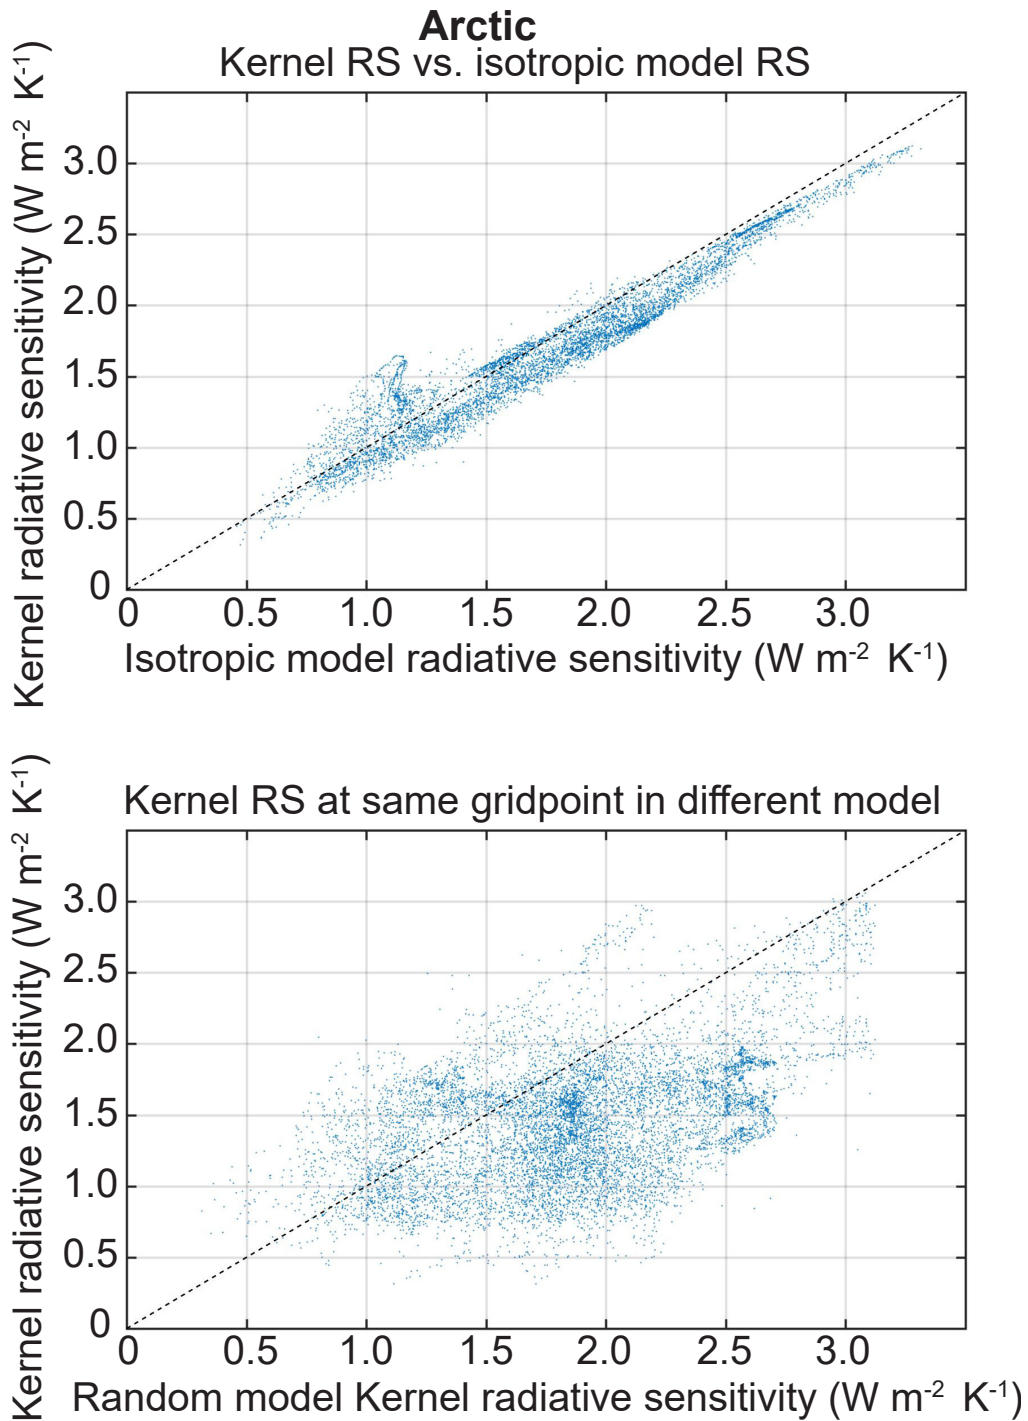 Arctic
Kernel RS vs. isotropic model RS
Kernel radiative sensitivity (W m-2 K-1)
3.0
2.5
2.0
1.5
1.0
0.5
0
0 0.5 1.0 1.5 2.0 2.5 3.0
Isotropic model radiative sensitivity (W m-2 K-1)
Kernel RS at same gridpoint in different model
Kernel radiative sensitivity (W m-2 K-1)
3.0
2.5
2.0
1.5
1.0
0.5
0
0 0.5 1.0 1.5 2.0 2.5 3.0
Random model Kernel radiative sensitivity (W m-2 K-1)